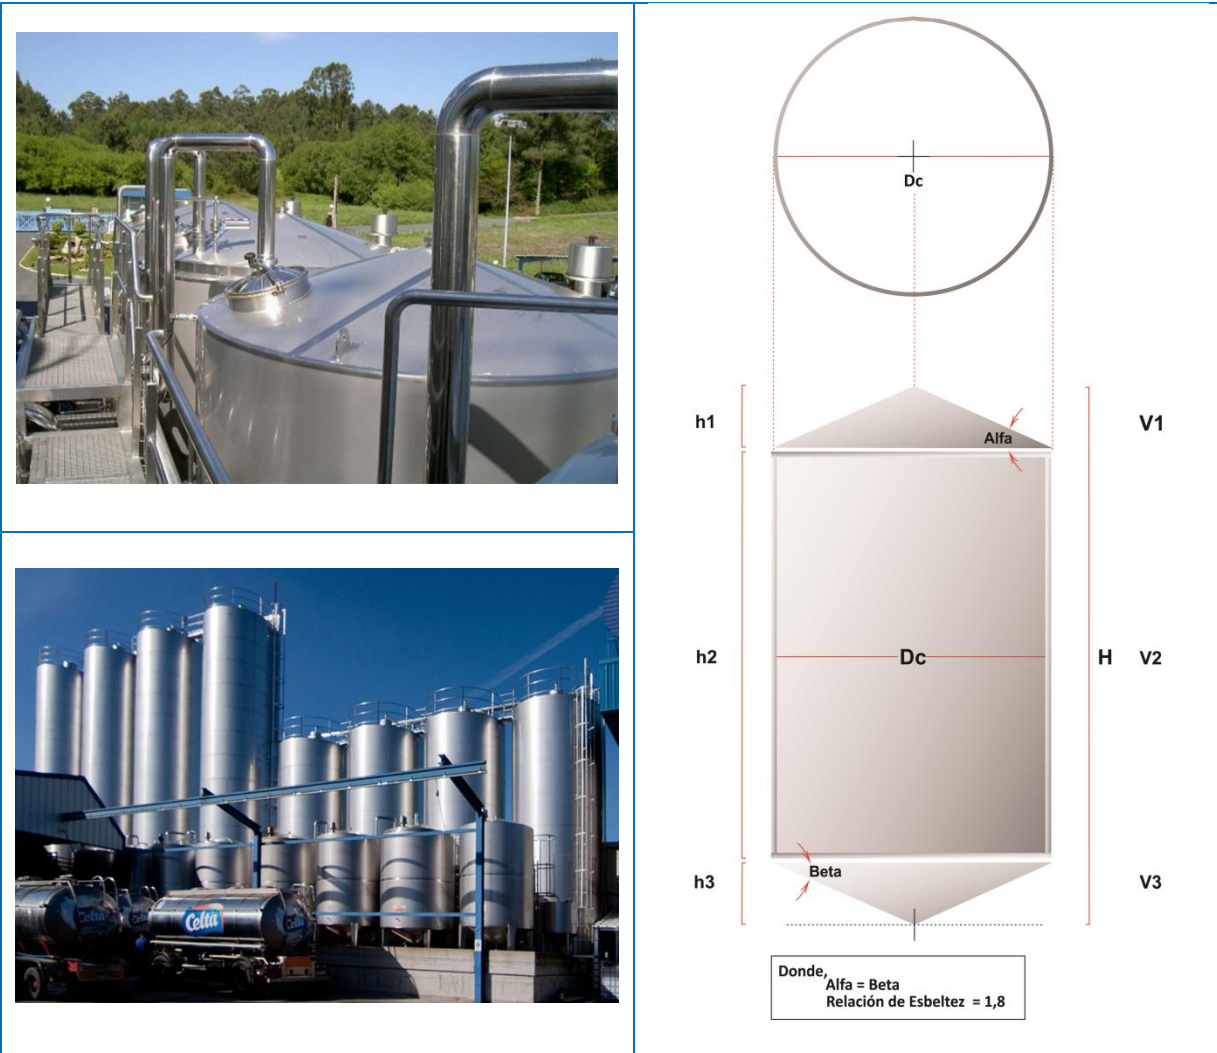 Celta
Celta
Dc
h1
Alfa
V1
h2
Dc
H
V2
h3
Beta
V3
Donde,
Alfa = Beta
Relación de Esbeltez = 1,8